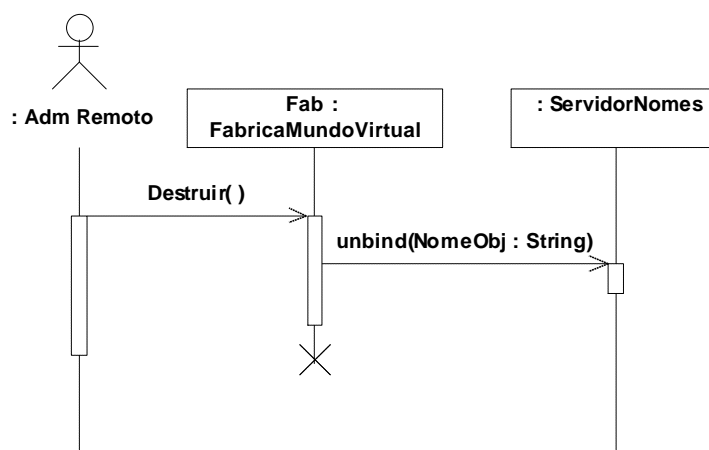 : Adm Remoto
Fab :
FabricaMundoVirtual
: ServidorNomes
Destruir( )
unbind(NomeObj : String)